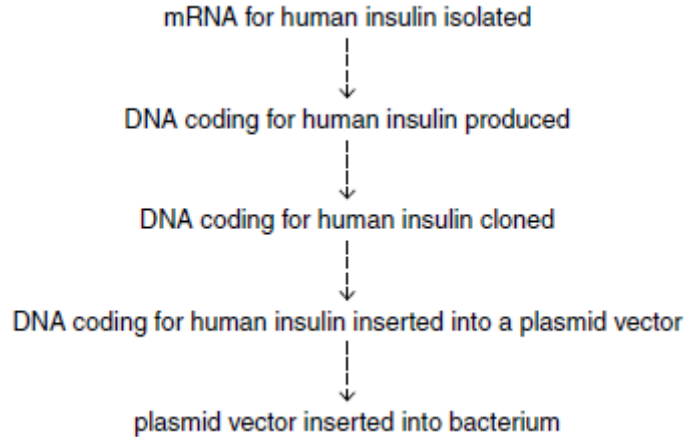 mRNA for human insulin isolated
DNA coding for human insulin produced
DNA coding for human insulin cloned
DNA coding for human insulin inserted into a plasmid vector
plasmid vector inserted into bacterium